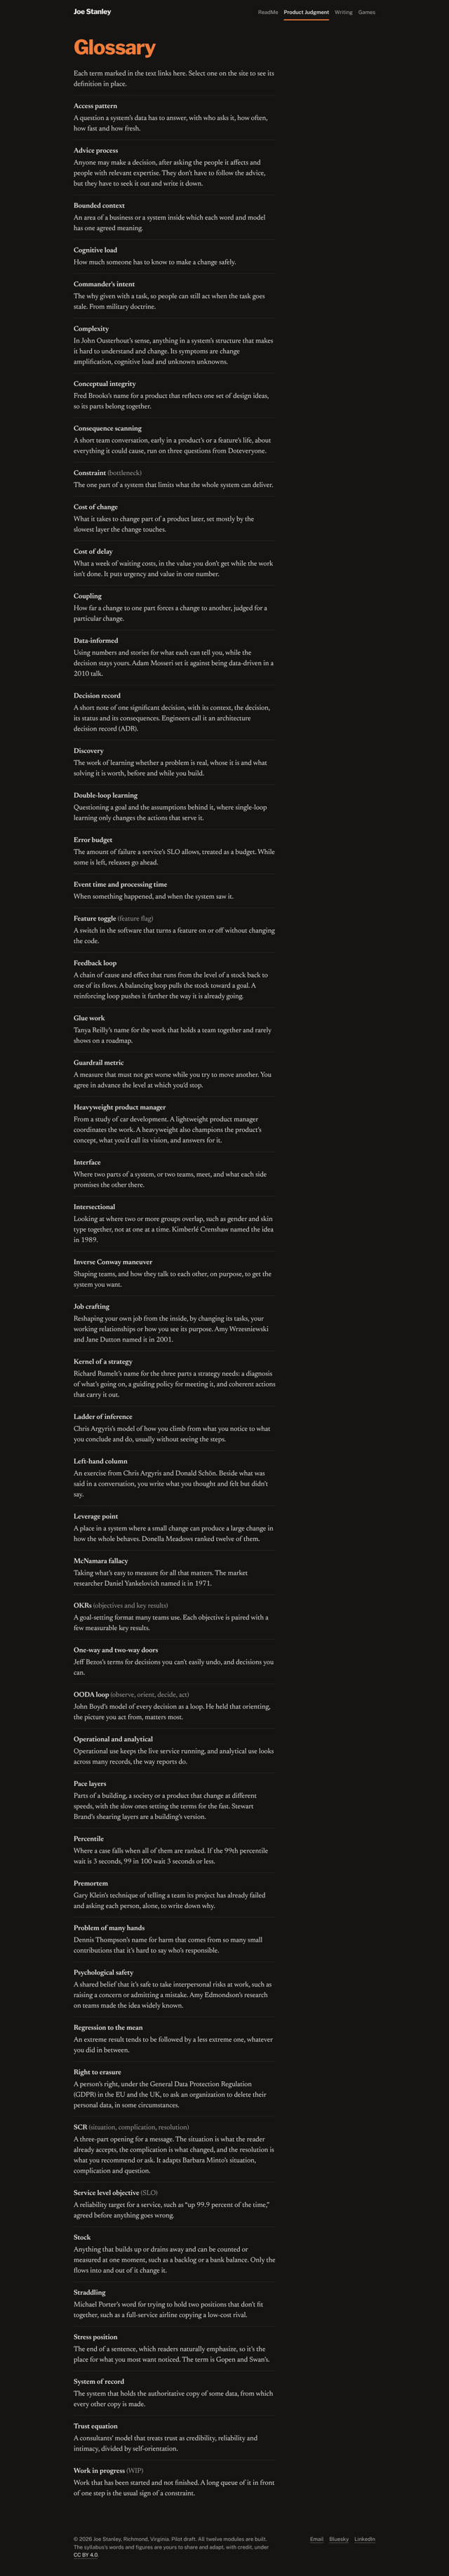 Joe Stanley
ReadMe Product Judgment Writing Games
Glossary
Each term marked in the text links here. Select one on the site to see its
definition in place.
Access pattern
A question a system's data has to answer, with who asks it, how often,
how fast and how fresh.
Advice process
Anyone may make a decision, after asking the people it affects and
people with relevant expertise. They don't have to follow the advice,
but they have to seek it out and write it down.
Bounded context
An area of a business or a system inside which each word and model
has one agreed meaning.
Cognitive load
How much someone has to know to make a change safely.
Commander's intent
The why given with a task, so people can still act when the task goes
stale. From military doctrine.
Complexity
In John Ousterhout's sense, anything in a system's structure that makes
it hard to understand and change. Its symptoms are change
amplification, cognitive load and unknown unknowns.
Conceptual integrity
Fred Brooks's name for a product that reflects one set of design ideas,
so its parts belong together.
Consequence scanning
A short team conversation, early in a product's or a feature's life, about
everything it could cause, run on three questions from Doteveryone.
Constraint (bottleneck)
The one part of a system that limits what the whole system can deliver.
Cost of change
What it takes to change part of a product later, set mostly by the
slowest layer the change touches.
Cost of delay
What a week of waiting costs, in the value you don't get while the work
isn't done. It puts urgency and value in one number.
Coupling
How far a change to one part forces a change to another, judged for a
particular change.
Data-informed
Using numbers and stories for what each can tell you, while the
decision stays yours. Adam Mosseri set it against being data-driven in a
2010 talk.
Decision record
A short note of one significant decision, with its context, the decision,
its status and its consequences. Engineers call it an architecture
decision record (ADR).
Discovery
The work of learning whether a problem is real, whose it is and what
solving it is worth, before and while you build.
Double-loop learning
Questioning a goal and the assumptions behind it, where single-loop
learning only changes the actions that serve it.
Error budget
The amount of failure a service's SLO allows, treated as a budget. While
some is left, releases go ahead.
Event time and processing time
When something happened, and when the system saw it.
Feature toggle (feature flag)
A switch in the software that turns a feature on or off without changing
the code.
Feedback loop
A chain of cause and effect that runs from the level of a stock back to
one of its flows. A balancing loop pulls the stock toward a goal. A
reinforcing loop pushes it further the way it is already going.
Glue work
Tanya Reilly's name for the work that holds a team together and rarely
shows on a roadmap.
Guardrail metric
A measure that must not get worse while you try to move another. You
agree in advance the level at which you'd stop.
Heavyweight product manager
From a study of car development. A lightweight product manager
coordinates the work. A heavyweight also champions the product's
concept, what you'd call its vision, and answers for it.
Interface
Where two parts of a system, or two teams, meet, and what each side
promises the other there.
Intersectional
Looking at where two or more groups overlap, such as gender and skin
type together, not at one at a time. Kimberlé Crenshaw named the idea
in 1989.
Inverse Conway maneuver
Shaping teams, and how they talk to each other, on purpose, to get the
system you want.
Job crafting
Reshaping your own job from the inside, by changing its tasks, your
working relationships or how you see its purpose. Amy Wrzesniewski
and Jane Dutton named it in 2001.
Kernel of a strategy
Richard Rumelt's name for the three parts a strategy needs: a diagnosis
of what's going on, a guiding policy for meeting it, and coherent actions
that carry it out.
Ladder of inference
Chris Argyris's model of how you climb from what you notice to what
you conclude and do, usually without seeing the steps.
Left-hand column
An exercise from Chris Argyris and Donald Schön. Beside what was
said in a conversation, you write what you thought and felt but didn't
say.
Leverage point
A place in a system where a small change can produce a large change in
how the whole behaves. Donella Meadows ranked twelve of them.
McNamara fallacy
Taking what's easy to measure for all that matters. The market
researcher Daniel Yankelovich named it in 1971.
OKRs (objectives and key results)
A goal-setting format many teams use. Each objective is paired with a
few measurable key results.
One-way and two-way doors
Jeff Bezos's terms for decisions you can't easily undo, and decisions you
can.
OODA loop (observe, orient, decide, act)
John Boyd's model of every decision as a loop. He held that orienting,
the picture you act from, matters most.
Operational and analytical
Operational use keeps the live service running, and analytical use looks
across many records, the way reports do.
Pace layers
Parts of a building, a society or a product that change at different
speeds, with the slow ones setting the terms for the fast. Stewart
Brand's shearing layers are a building's version.
Percentile
Where a case falls when all of them are ranked. If the 99th percentile
wait is 3 seconds, 99 in 100 wait 3 seconds or less.
Premortem
Gary Klein's technique of telling a team its project has already failed
and asking each person, alone, to write down why.
Problem of many hands
Dennis Thompson's name for harm that comes from so many small
contributions that it's hard to say who's responsible.
Psychological safety
A shared belief that it's safe to take interpersonal risks at work, such as
raising a concern or admitting a mistake. Amy Edmondson's research
on teams made the idea widely known.
Regression to the mean
An extreme result tends to be followed by a less extreme one, whatever
you did in between.
Right to erasure
A person's right, under the General Data Protection Regulation
(GDPR) in the EU and the UK, to ask an organization to delete their
personal data, in some circumstances.
SCR (situation, complication, resolution)
A three-part opening for a message. The situation is what the reader
already accepts, the complication is what changed, and the resolution is
what you recommend or ask. It adapts Barbara Minto's situation,
complication and question.
Service level objective (SLO)
A reliability target for a service, such as “up 99.9 percent of the time,”
agreed before anything goes wrong.
Stock
Anything that builds up or drains away and can be counted or
measured at one moment, such as a backlog or a bank balance. Only the
flows into and out of it change it.
Straddling
Michael Porter's word for trying to hold two positions that don't fit
together, such as a full-service airline copying a low-cost rival.
Stress position
The end of a sentence, which readers naturally emphasize, so it's the
place for what you most want noticed. The term is Gopen and Swan's.
System of record
The system that holds the authoritative copy of some data, from which
every other copy is made.
Trust equation
A consultants' model that treats trust as credibility, reliability and
intimacy, divided by self-orientation.
Work in progress (WIP)
Work that has been started and not finished. A long queue of it in front
of one step is the usual sign of a constraint.
© 2026 Joe Stanley, Richmond, Virginia. Pilot draft. All twelve modules are built.
The syllabus's words and figures are yours to share and adapt, with credit, under
CC BY 4.0.
Email Bluesky LinkedIn